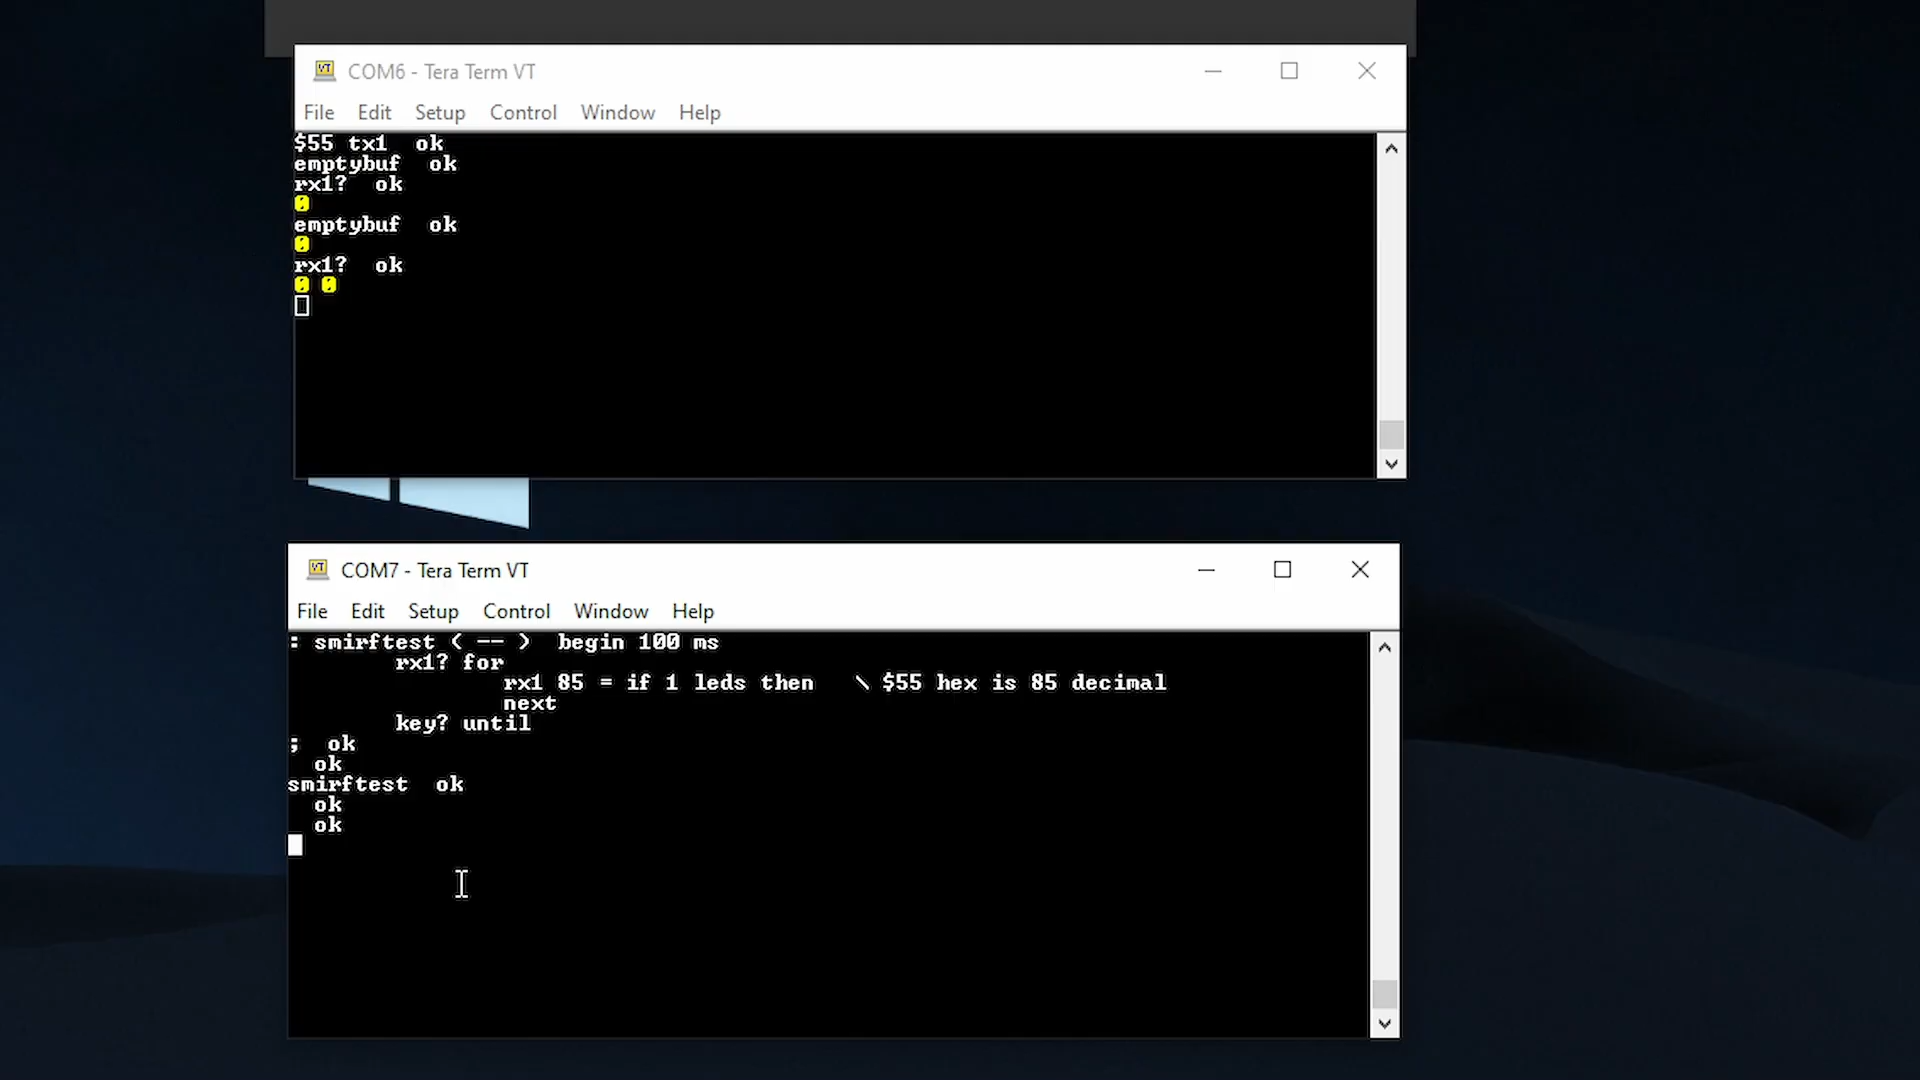 COM6 - Tera Term VT
File Edit Setup Control Window Help
$55 tx1 ok
emptybuf ok
rx1? ok
emptybuf ok
rx1? ok
COM7 - Tera Term VT
File Edit Setup Control Window Help
: smirftest ( -- ) begin 100 ms
rx1? for
rx1 85 = if 1 leds then \ $55 hex is 85 decimal
next
key? until
; ok
ok
smirftest ok
ok
ok